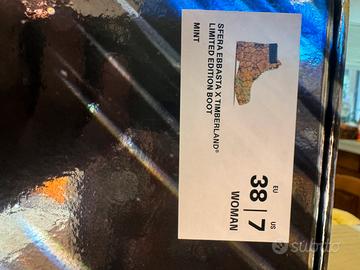 SFERA EBBASTA X TIMBERLAND®
LIMITED EDITION BOOT
MINT
EU
38
US
7
WOMAN
subito